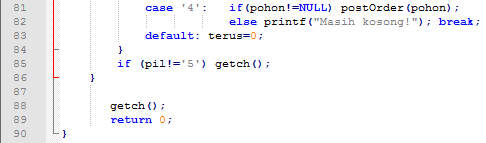 81 case '4': if(pohon!=NULL) postOrder(pohon);
82 else printf("Masih kosong!"); break;
83 default: terus=0;
84 }
85 if (pil!='5') getch();
86 }
87
88 getch();
89 return 0;
90 }